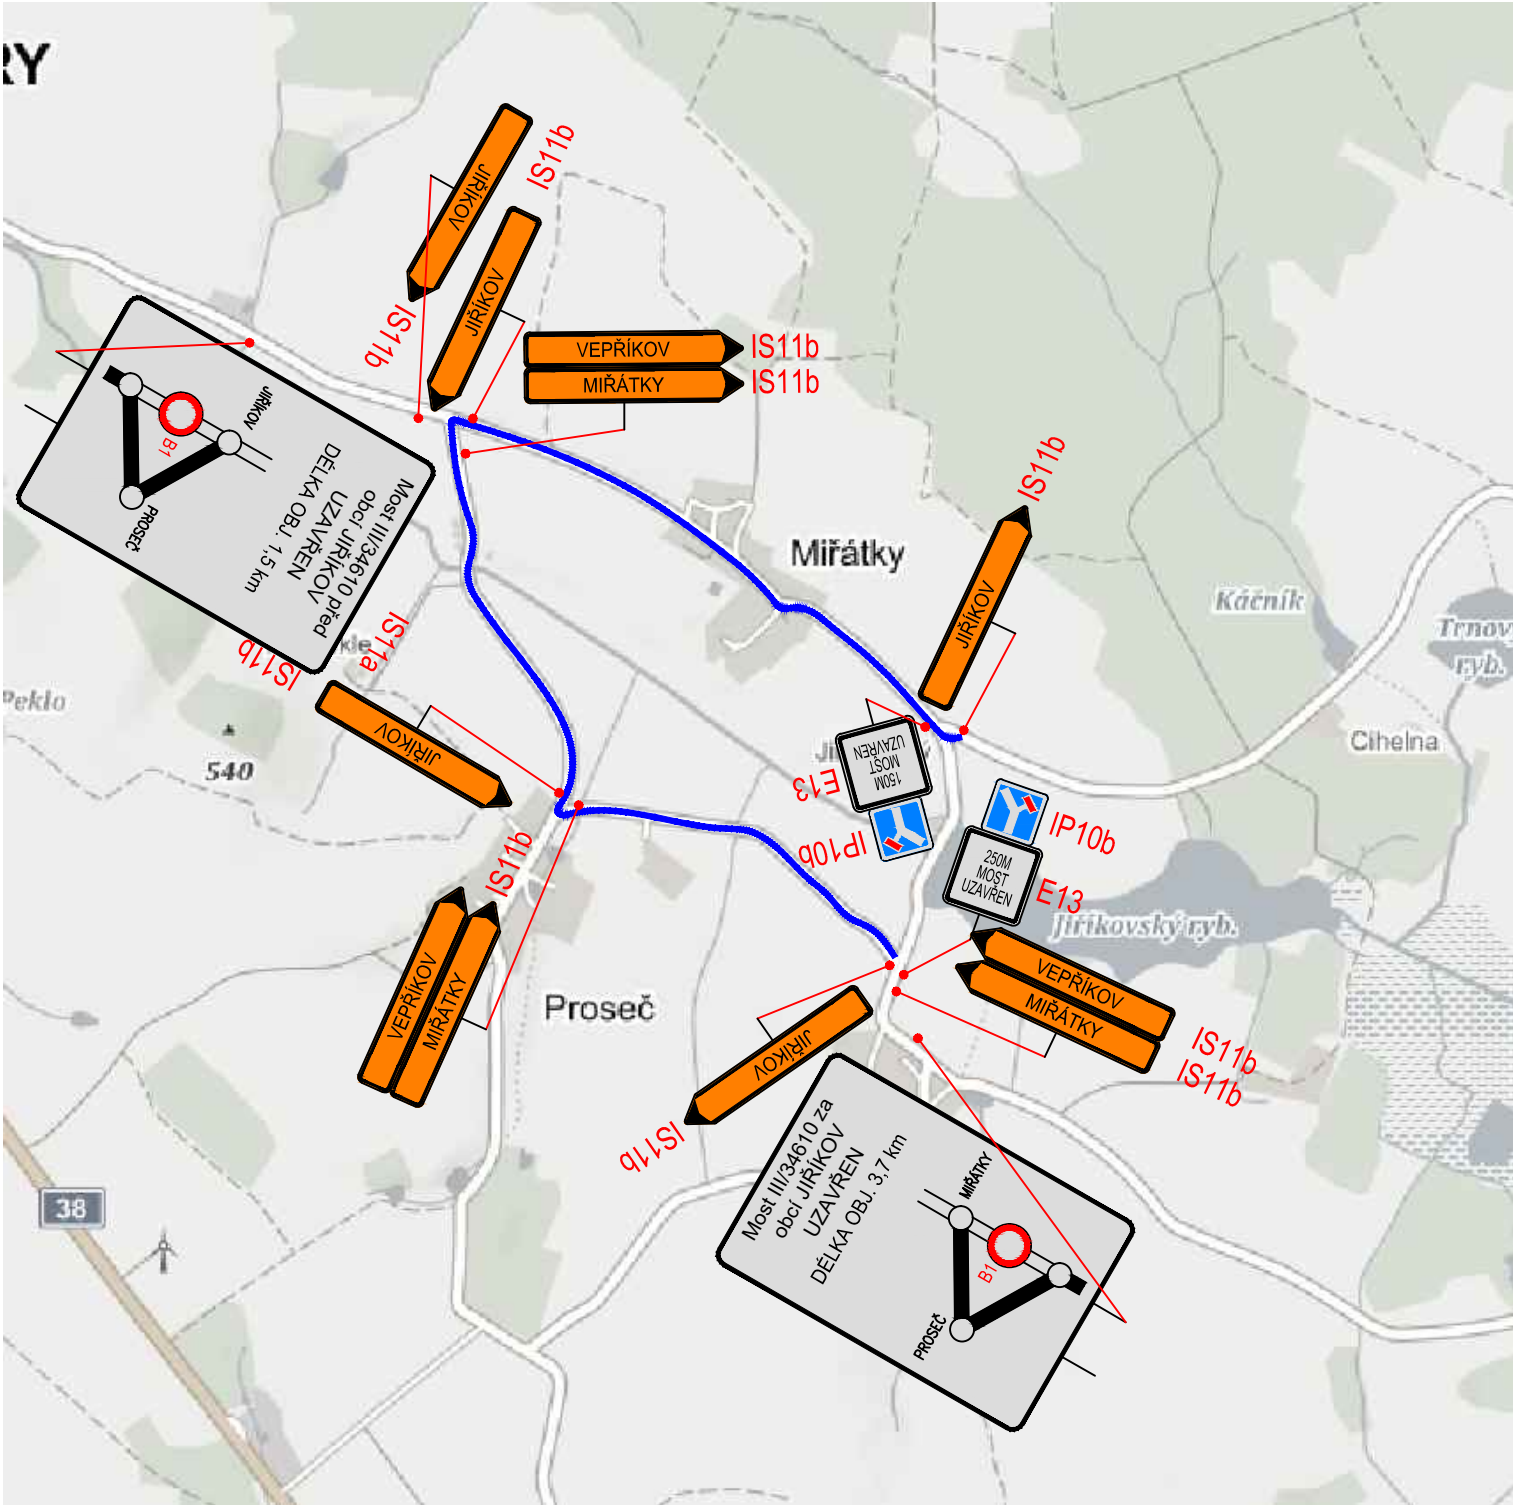 RY
JIŘÍKOV
IS11b
JIŘÍKOV
IS11b
VEPŘÍKOV
IS11b
MIŘÁTKY
IS11b
JIŘÍKOV
B1
PROSEČ
Most III/34610 před
obcí JIŘÍKOV
UZAVŘEN
DÉLKA OBJ. 1,5 km
IS11b
Miřátky
JIŘÍKOV
Káčník
Trnov
ryb.
IS11a
IS11b
kle
Peklo
540
JIŘÍKOV
Cihelna
150M
MOST
UZAVŘEN
E13
IP10b
IP10b
250M
MOST
UZAVŘEN
E13
Jiříkovský ryb.
IS11b
VEPŘÍKOV
MIŘÁTKY
VEPŘÍKOV
MIŘÁTKY
IS11b
IS11b
Proseč
JIŘÍKOV
IS11b
Most III/34610 za
obcí JIŘÍKOV
UZAVŘEN
DÉLKA OBJ. 3,7 km
MIŘÁTKY
B1
PROSEČ
38